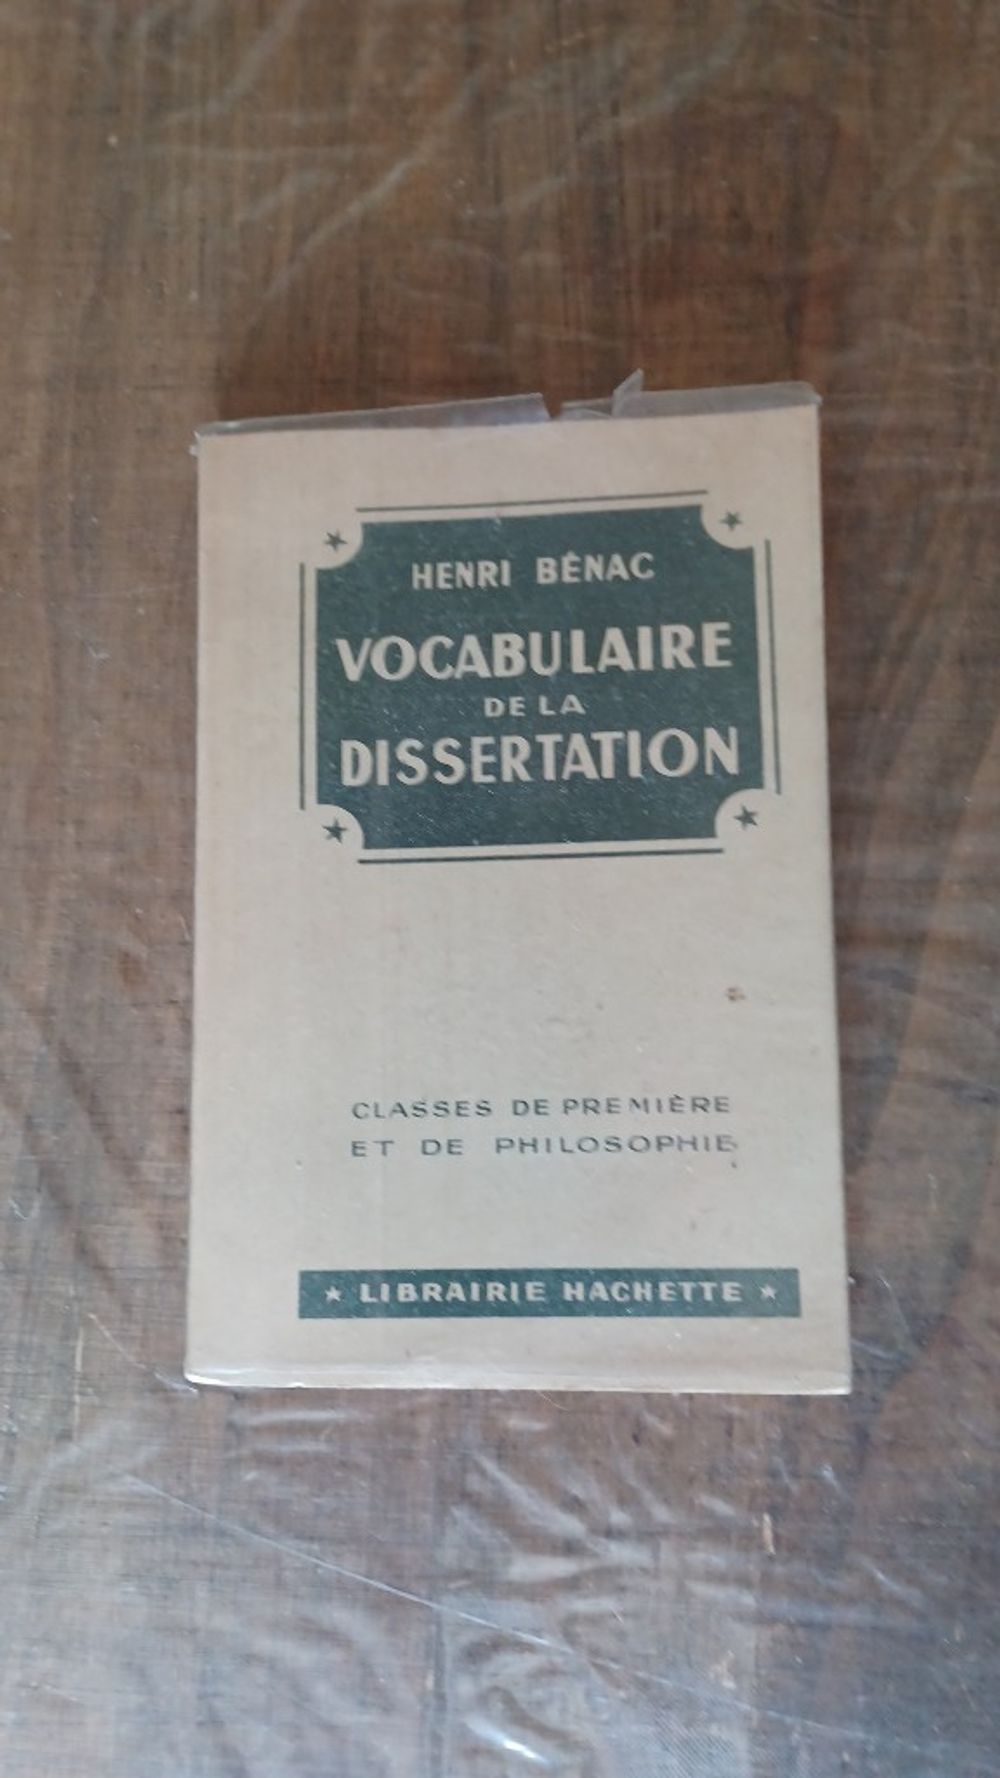 HENRI BÉNAC
VOCABULAIRE
DE LA
DISSERTATION
CLASSES DE PREMIÈRE
ET DE PHILOSOPHIE
★ LIBRAIRIE HACHETTE ★